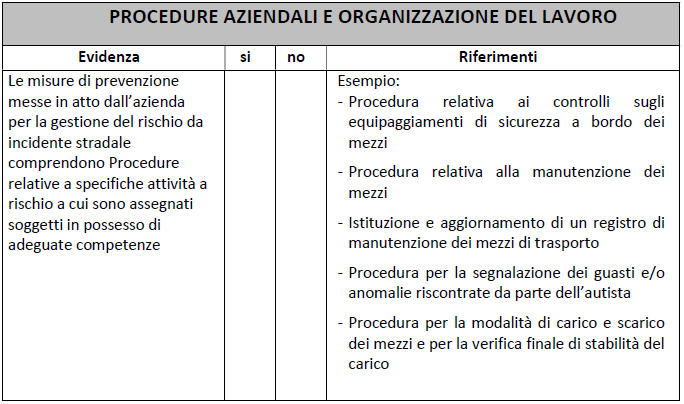 PROCEDURE AZIENDALI E ORGANIZZAZIONE DEL LAVORO
Evidenza si no Riferimenti
Le misure di prevenzione
messe in atto dall'azienda
per la gestione del rischio da
incidente stradale
comprendono Procedure
relative a specifiche attività a
rischio a cui sono assegnati
soggetti in possesso di
adeguate competenze
Esempio:
- Procedura relativa ai controlli sugli
equipaggiamenti di sicurezza a bordo dei
mezzi
- Procedura relativa alla manutenzione dei
mezzi
- Istituzione e aggiornamento di un registro di
manutenzione dei mezzi di trasporto
- Procedura per la segnalazione dei guasti e/o
anomalie riscontrate da parte dell'autista
- Procedura per la modalità di carico e scarico
dei mezzi e per la verifica finale di stabilità del
carico